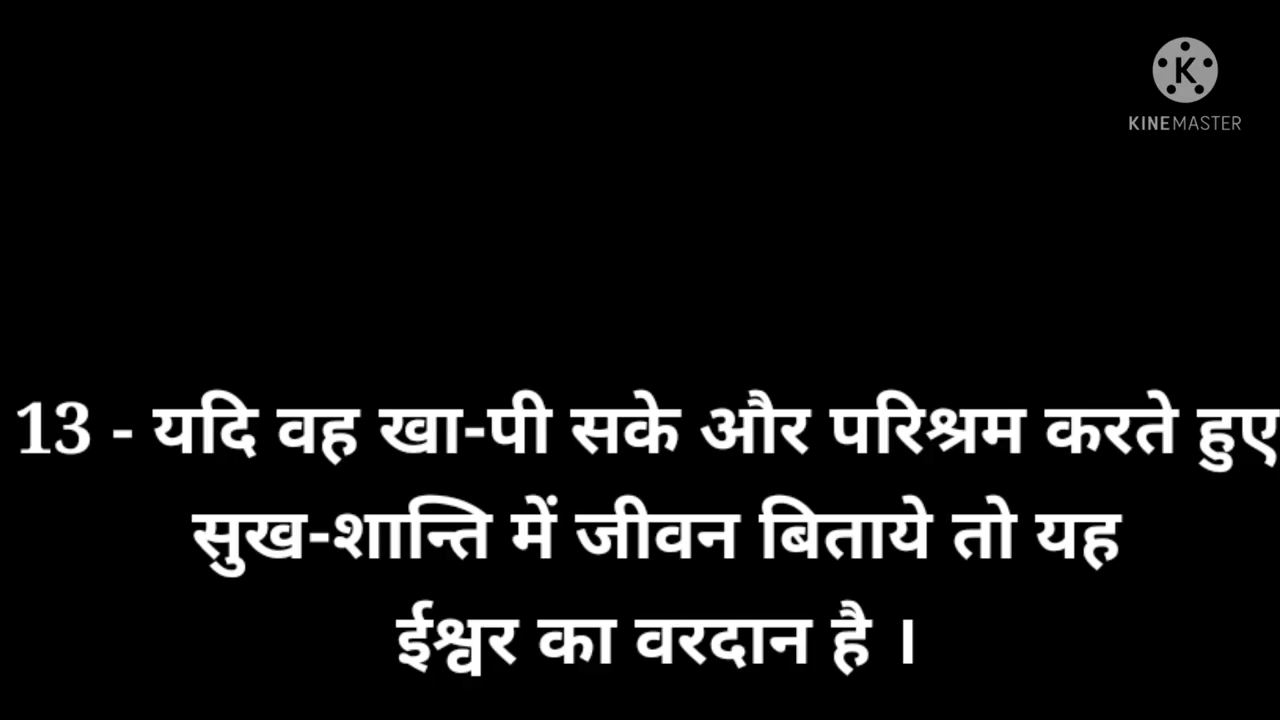 KINEMASTER
13 - यदि वह खा-पी सके और परिश्रम करते हुए
सुख-शान्ति में जीवन बिताये तो यह
ईश्वर का वरदान है ।